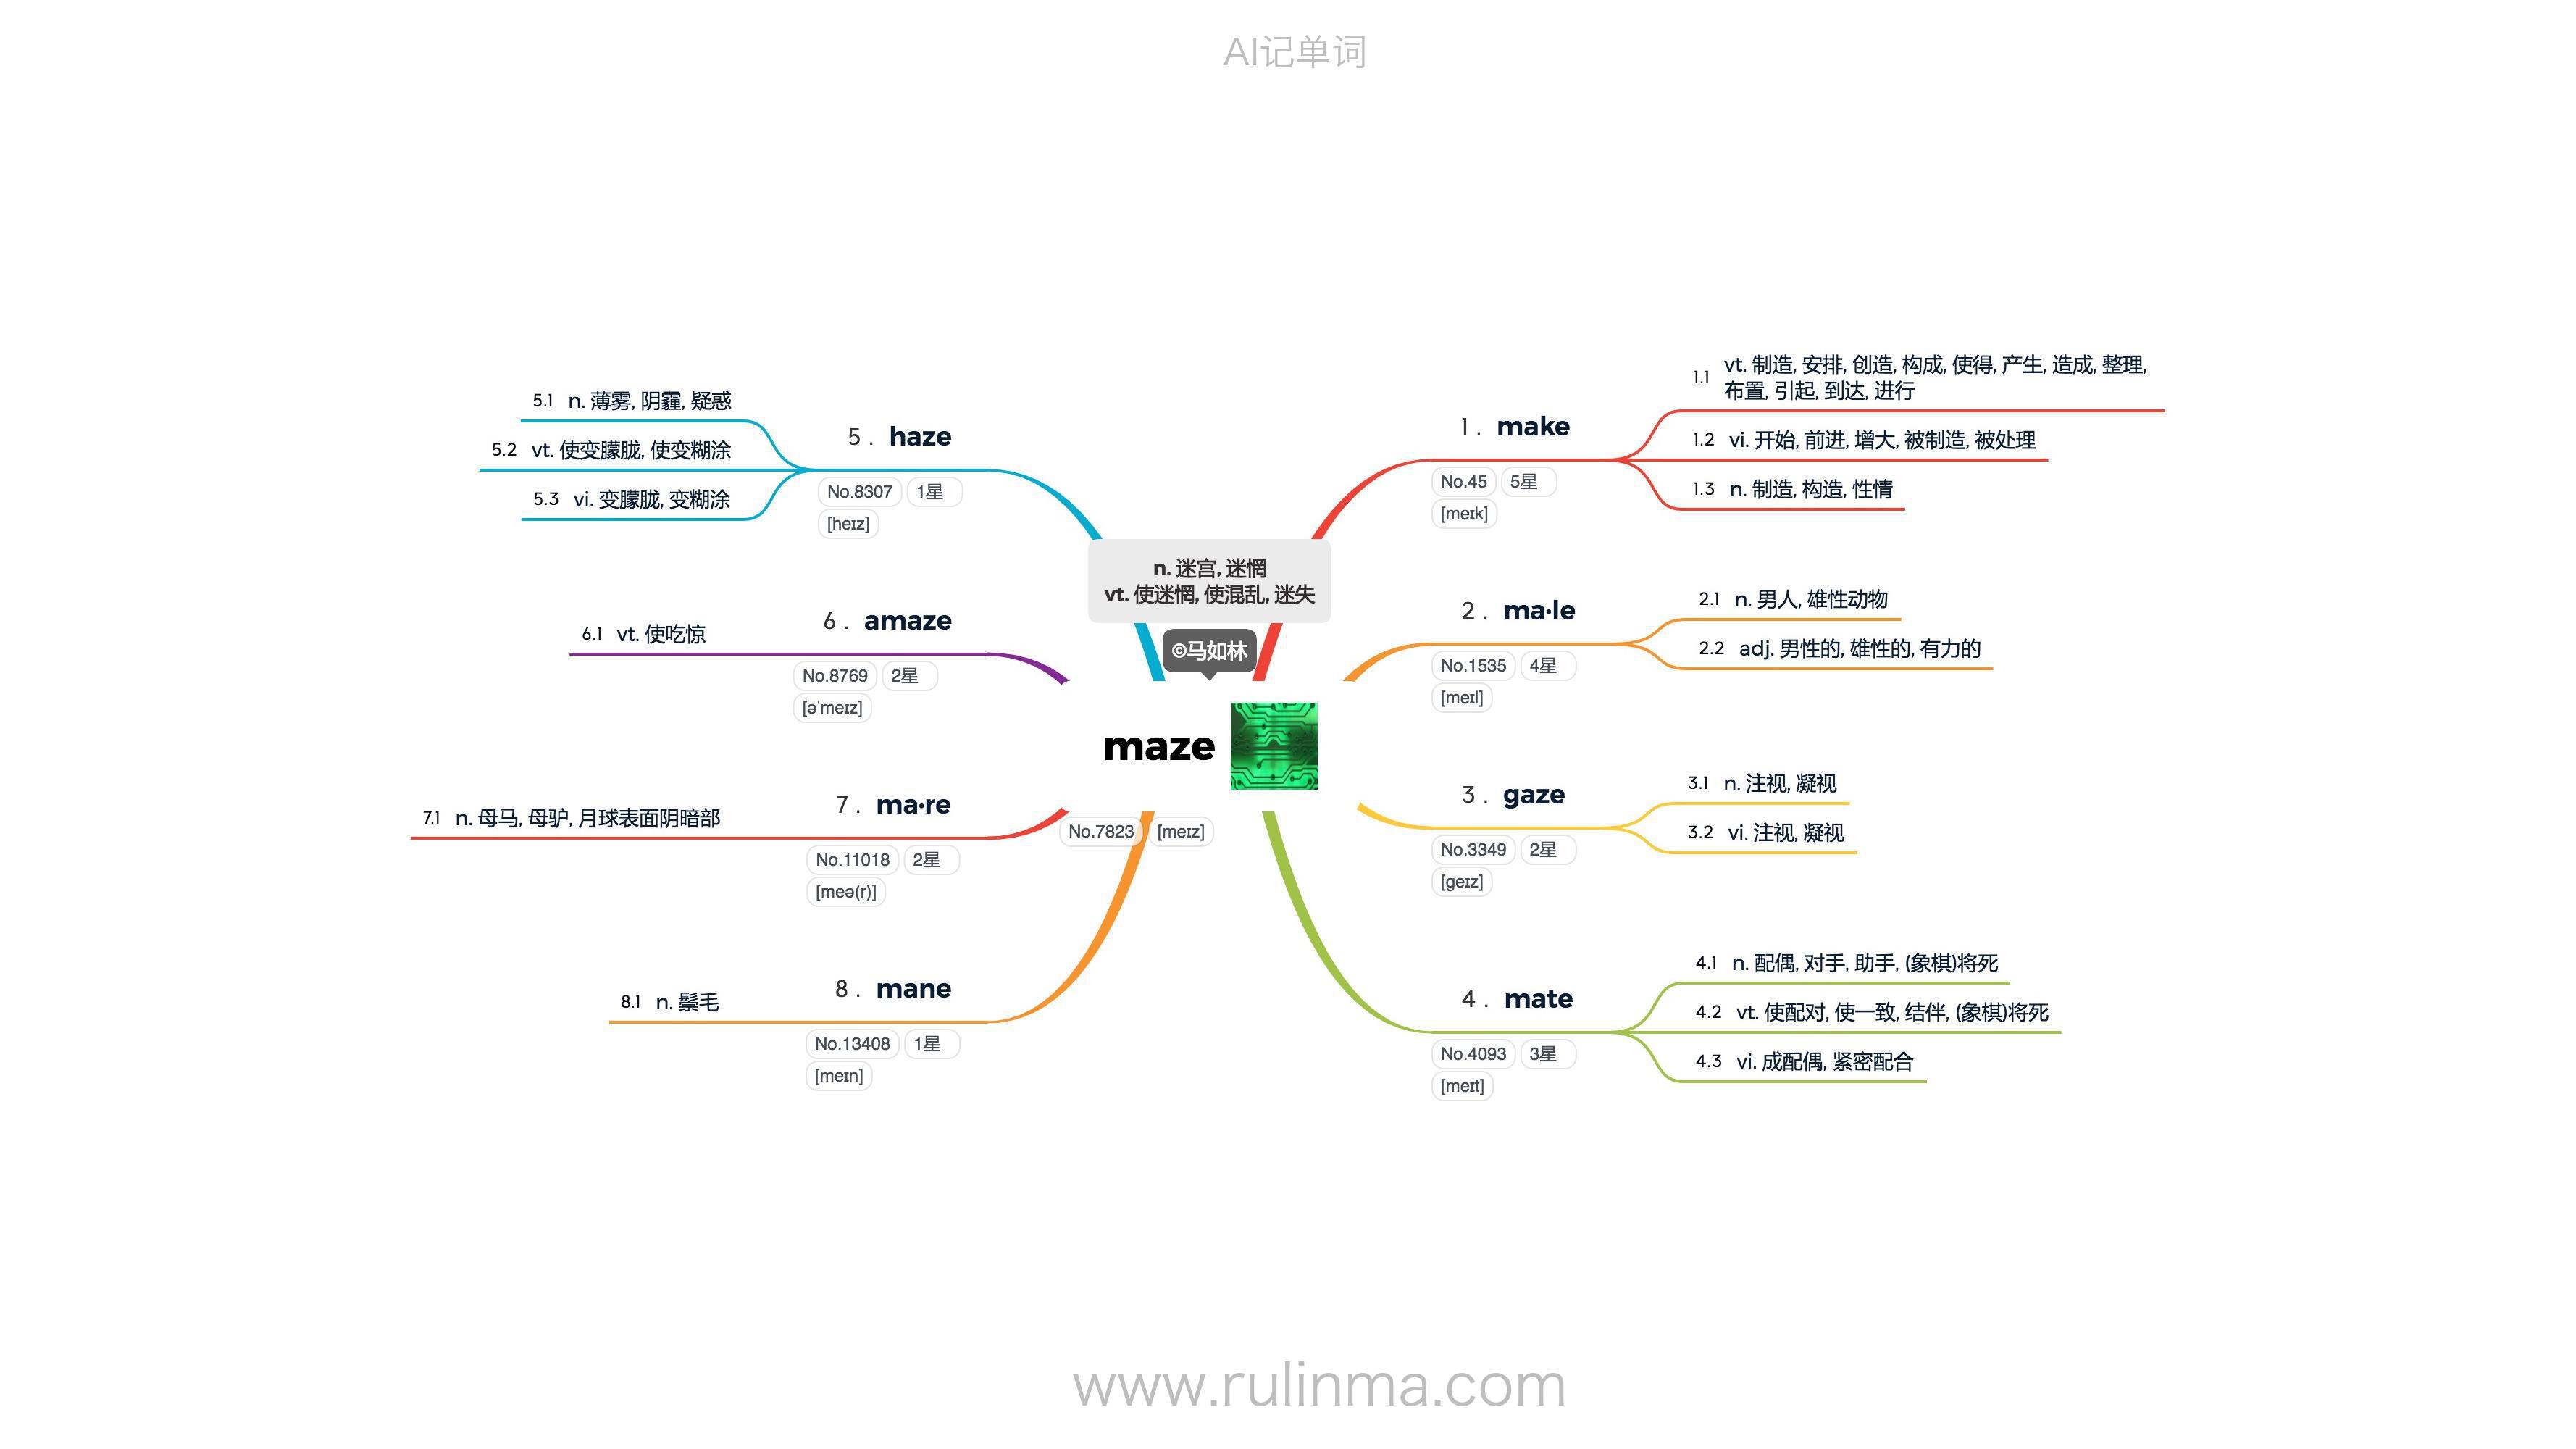 AI记单词
n. 迷宫, 迷惘
vt. 使迷惘, 使混乱, 迷失
©马如林
maze
No.7823 [meɪz]
1 . make
No.45 5星
[meɪk]
1.1 vt. 制造, 安排, 创造, 构成, 使得, 产生, 造成, 整理,
布置, 引起, 到达, 进行
1.2 vi. 开始, 前进, 增大, 被制造, 被处理
1.3 n. 制造, 构造, 性情
2 . ma·le
No.1535 4星
[meɪl]
2.1 n. 男人, 雄性动物
2.2 adj. 男性的, 雄性的, 有力的
3 . gaze
No.3349 2星
[geɪz]
3.1 n. 注视, 凝视
3.2 vi. 注视, 凝视
4 . mate
No.4093 3星
[meɪt]
4.1 n. 配偶, 对手, 助手, (象棋)将死
4.2 vt. 使配对, 使一致, 结伴, (象棋)将死
4.3 vi. 成配偶, 紧密配合
5 . haze
No.8307 1星
[heɪz]
5.1 n. 薄雾, 阴霾, 疑惑
5.2 vt. 使变朦胧, 使变糊涂
5.3 vi. 变朦胧, 变糊涂
6 . amaze
No.8769 2星
[əˈmeɪz]
6.1 vt. 使吃惊
7 . ma·re
No.11018 2星
[meə(r)]
7.1 n. 母马, 母驴, 月球表面阴暗部
8 . mane
No.13408 1星
[meɪn]
8.1 n. 鬃毛
www.rulinma.com